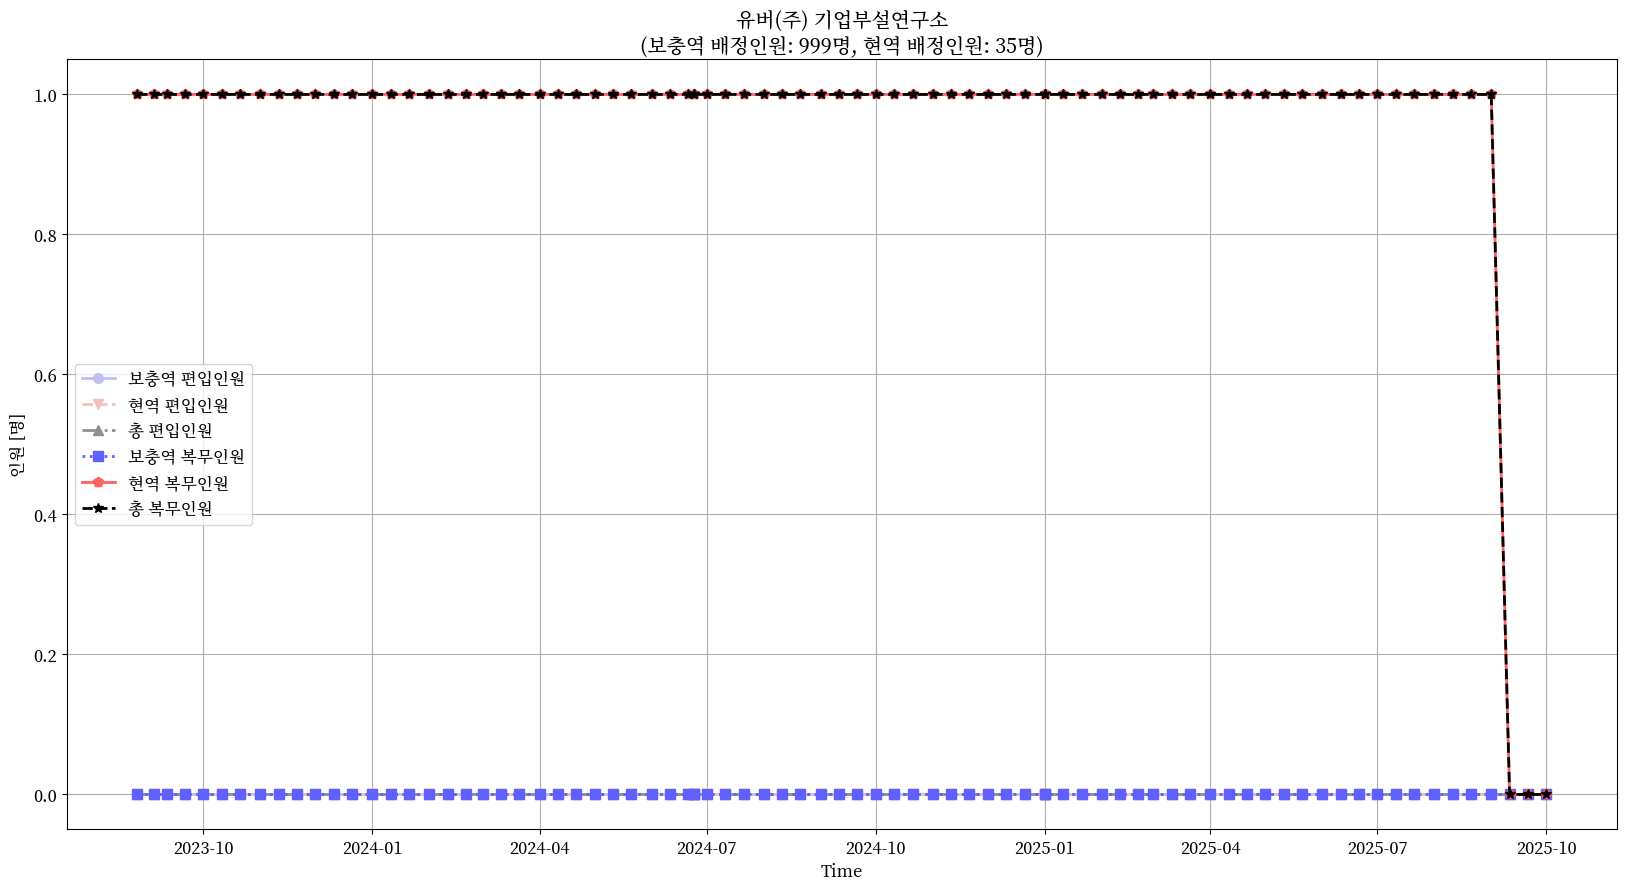 유버(주) 기업부설연구소
(보충역 배정인원: 999명, 현역 배정인원: 35명)
1.0
0.8
0.6
0.4
0.2
0.0
인원 [명]
보충역 편입인원
현역 편입인원
총 편입인원
보충역 복무인원
현역 복무인원
총 복무인원
2023-10
2024-01
2024-04
2024-07
2024-10
2025-01
2025-04
2025-07
2025-10
Time